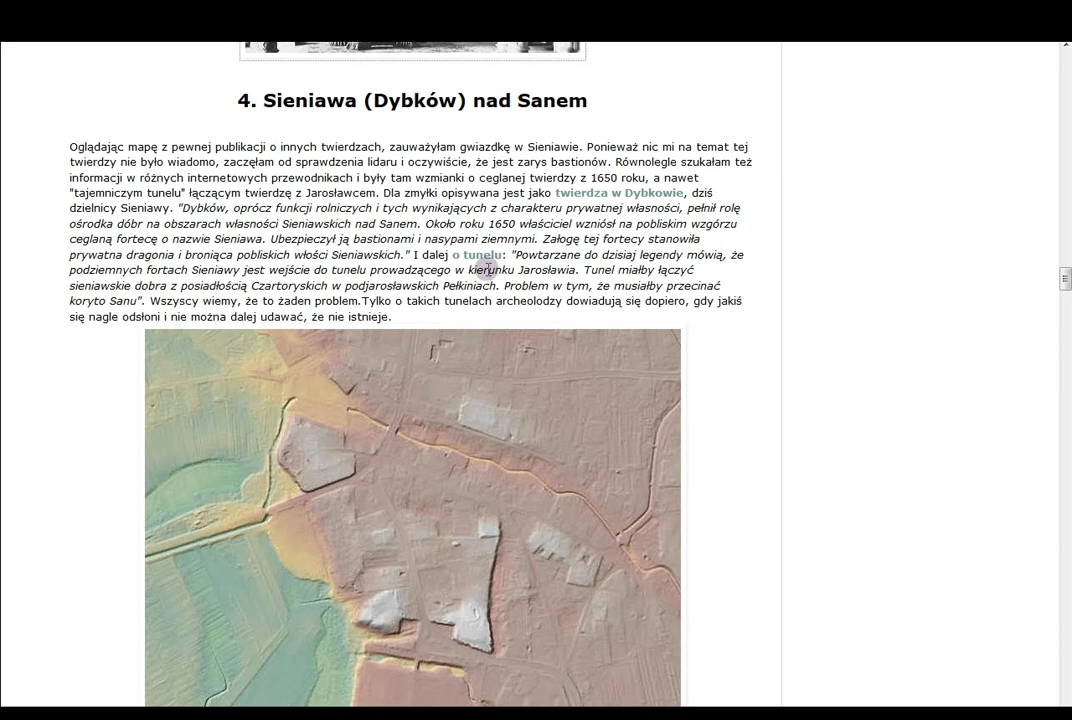 4. Sieniawa (Dybków) nad Sanem
Oglądając mapę z pewnej publikacji o innych twierdzach, zauważyłam gwiazdkę w Sieniawie. Ponieważ nic mi na temat tej
twierdzy nie było wiadomo, zaczęłam od sprawdzenia lidaru i oczywiście, że jest zarys bastionów. Równolegle szukałam też
informacji w różnych internetowych przewodnikach i były tam wzmianki o ceglanej twierdzy z 1650 roku, a nawet
"tajemniczym tunelu" łączącym twierdzę z Jarosławcem. Dla zmyłki opisywana jest jako twierdza w Dybkowie, dziś
dzielnicy Sieniawy. "Dybków, oprócz funkcji rolniczych i tych wynikających z charakteru prywatnej własności, pełnił rolę
ośrodka dóbr na obszarach własności Sieniawskich nad Sanem. Około roku 1650 właściciel wzniósł na pobliskim wzgórzu
ceglaną fortecę o nazwie Sieniawa. Ubezpieczył ją bastionami i nasypami ziemnymi. Załogę tej fortecy stanowiła
prywatna dragonia i broniąca pobliskich włości Sieniawskich." I dalej o tunelu: "Powtarzane do dzisiaj legendy mówią, że
podziemnych fortach Sieniawy jest wejście do tunelu prowadzącego w kierunku Jarosławia. Tunel miałby łączyć
sieniawskie dobra z posiadłością Czartoryskich w podjarosławskich Pełkiniach. Problem w tym, że musiałby przecinać
koryto Sanu". Wszyscy wiemy, że to żaden problem.Tylko o takich tunelach archeolodzy dowiadują się dopiero, gdy jakiś
się nagle odsłoni i nie można dalej udawać, że nie istnieje.